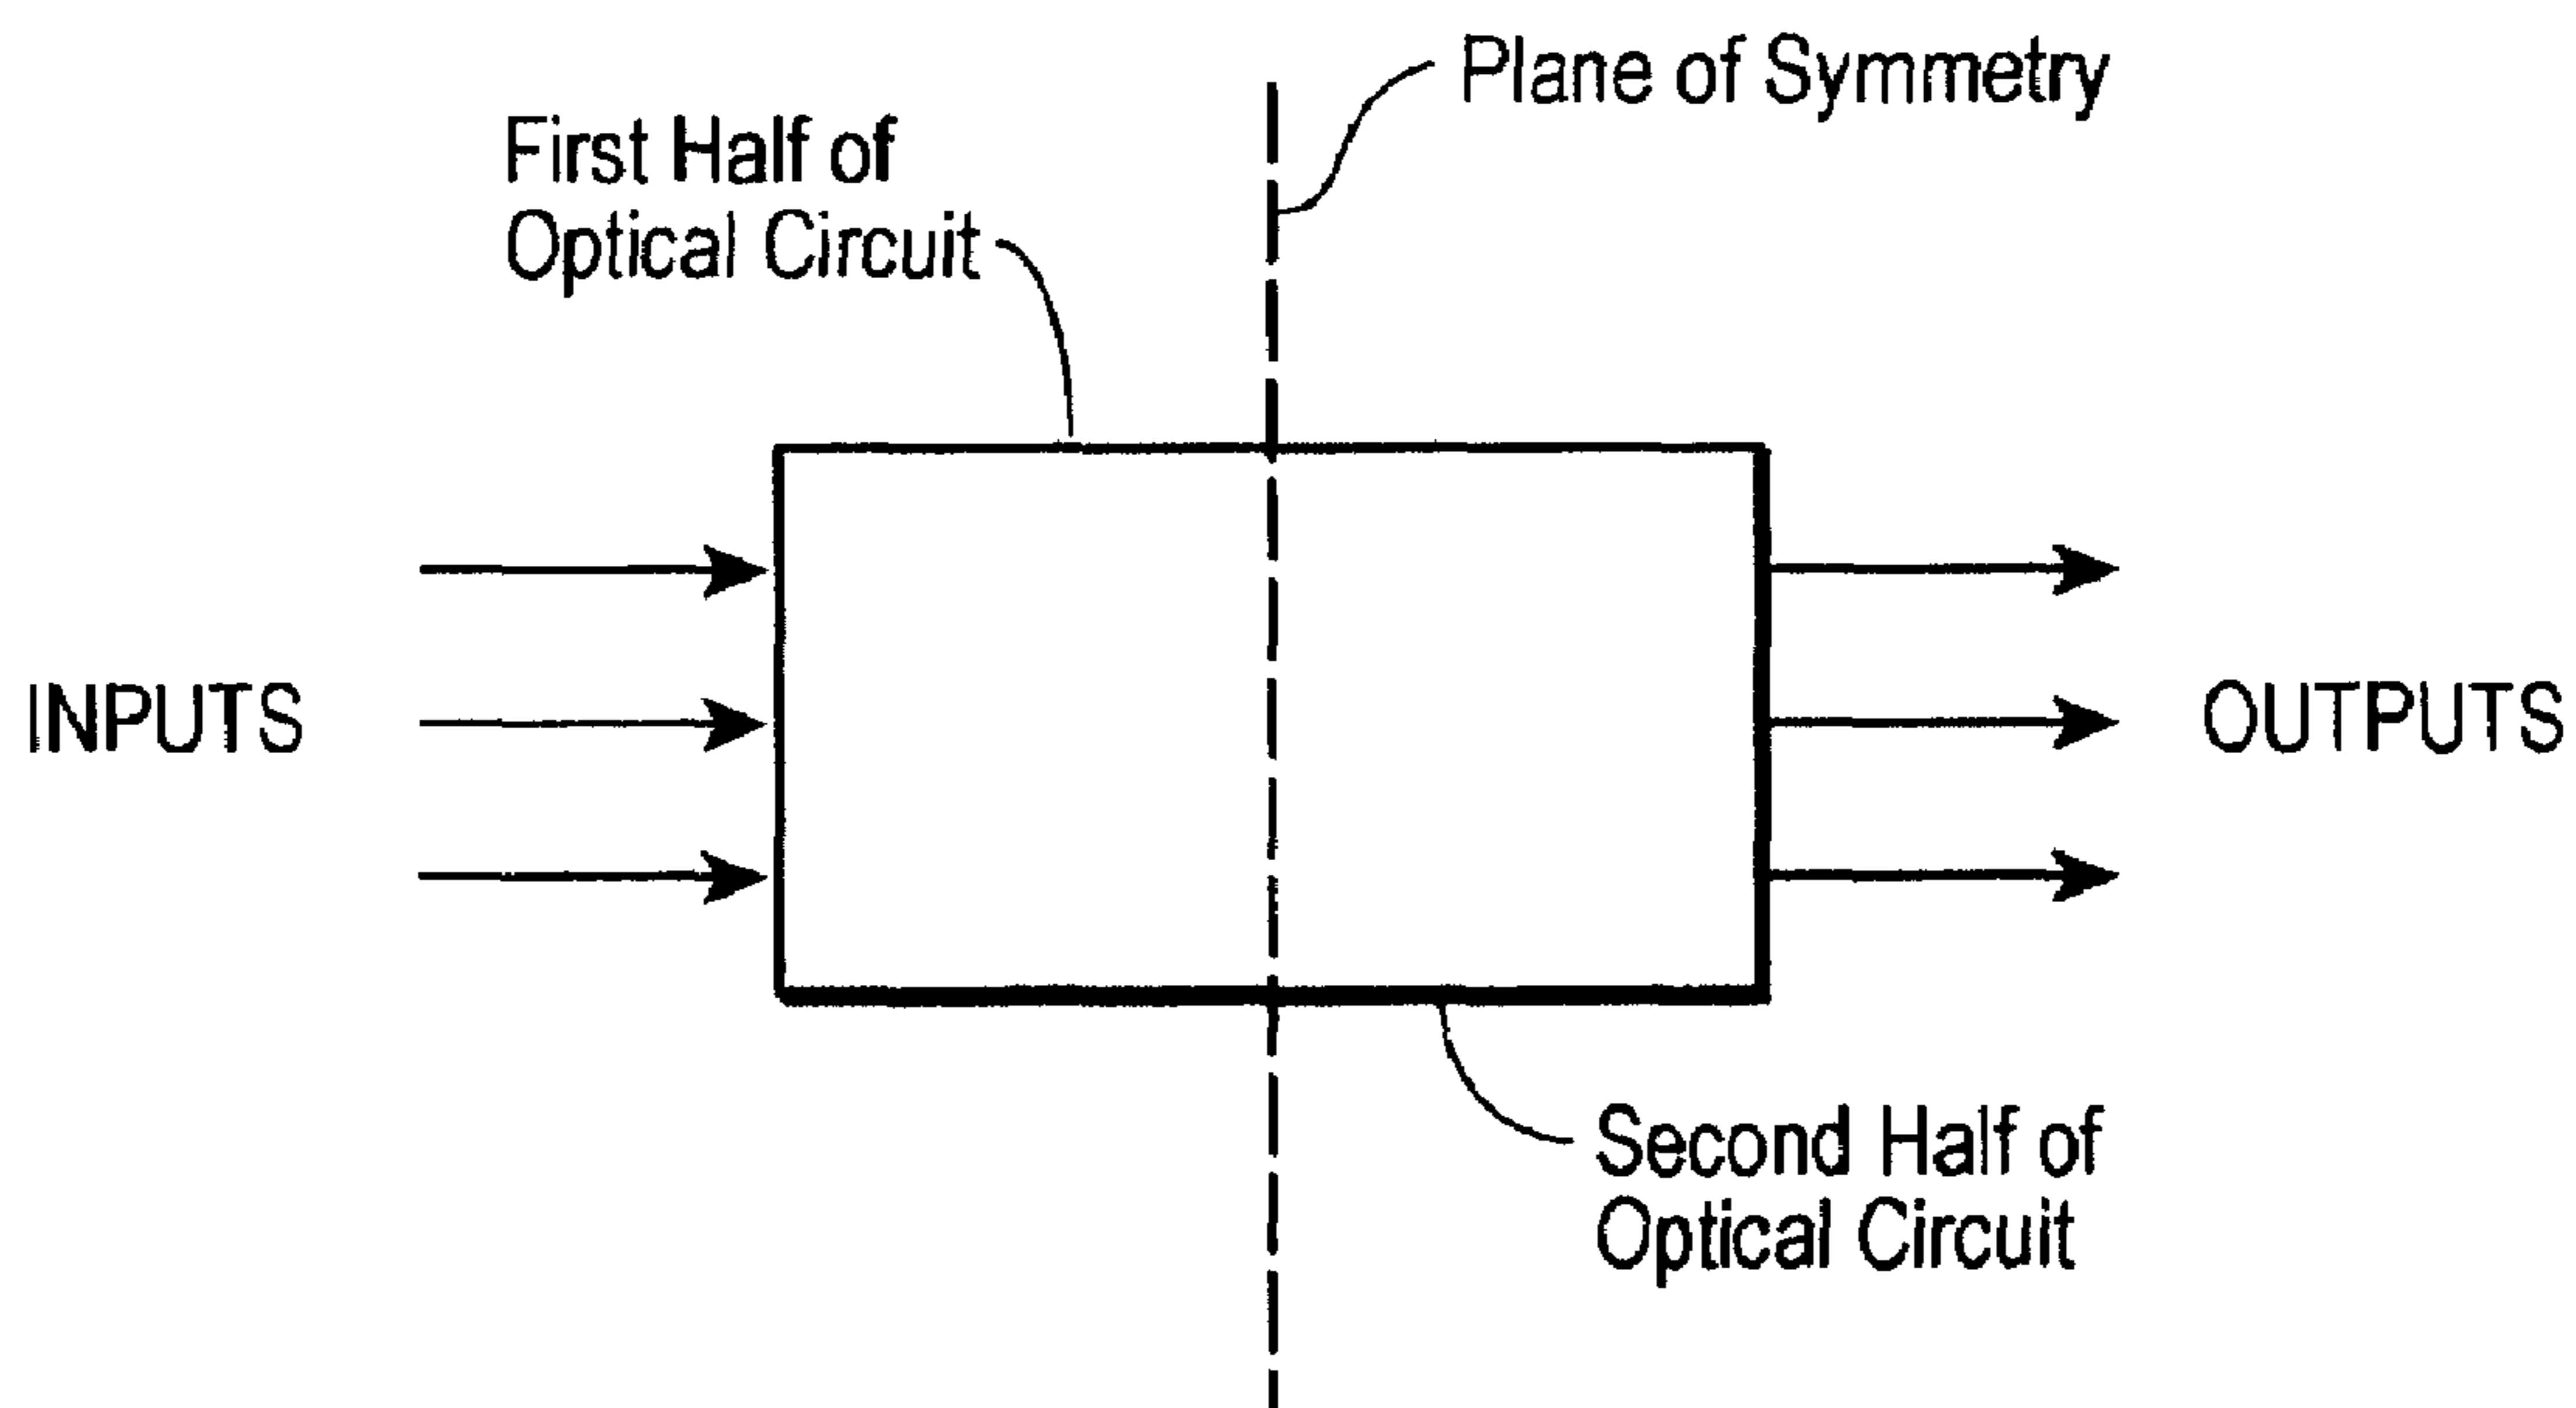 Plane of Symmetry
First Half of
Optical Circuit
INPUTS
OUTPUTS
Second Half of
Optical Circuit